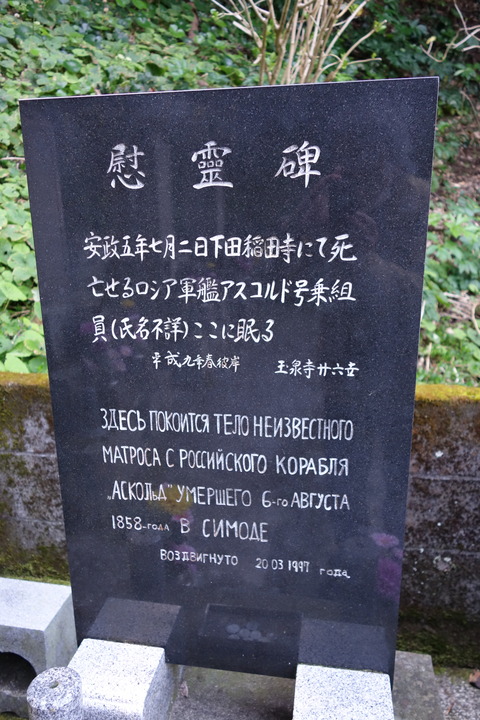 慰靈碑
安政五年七月二日下田稲田寺にて死
亡せるロシア軍艦アスコルド号乗組
員(氏名不詳)ここに眠る
平成九年春彼岸 玉泉寺廿六世
ЗДЕСЬ ПОКОИТСЯ ТЕЛО НЕИЗВЕСТНОГО
МАТРОСА С РОССИЙСКОГО КОРАБЛЯ
„АСКОЛЬД" УМЕРШЕГО 6-го АВГУСТА
1858-года В СИМОДЕ
ВОЗДВИГНУТО 20 03 1997 года